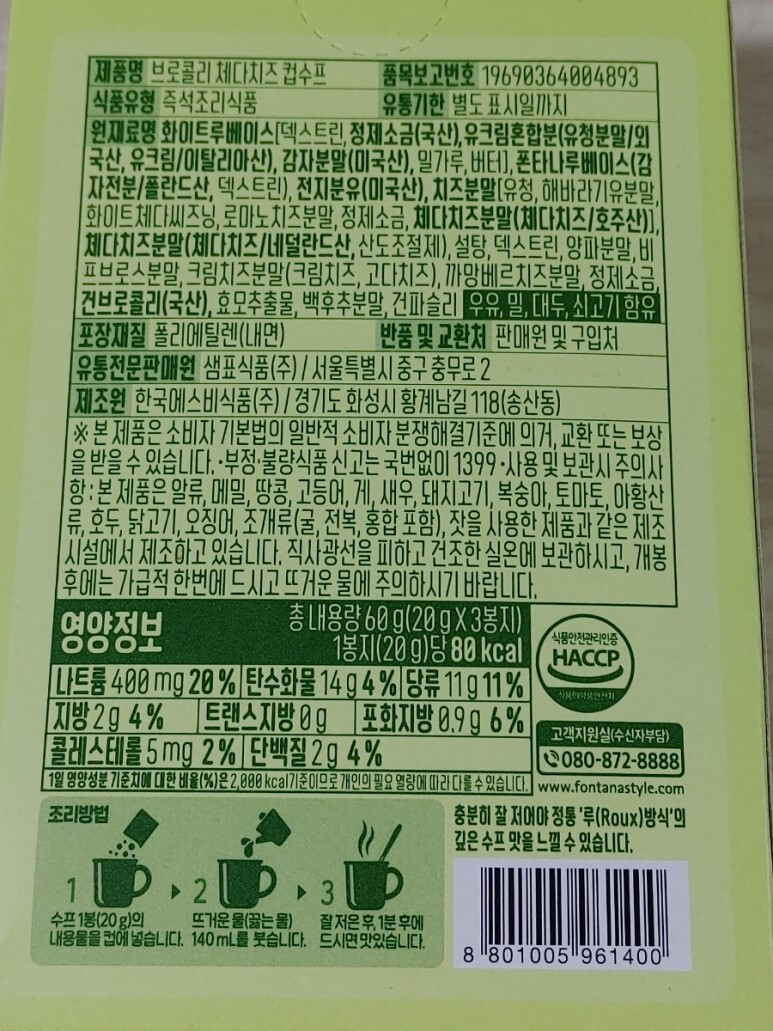 제품명 브로콜리 체다치즈 컵수프 품목보고번호 19690364004893
식품유형 즉석조리식품 유통기한 별도 표시일까지
원재료명 화이트루베이스[덱스트린, 정제소금(국산), 유크림혼합분(유청분말/외
국산, 유크림/이탈리아산), 감자분말(미국산), 밀가루, 버터], 폰타나루베이스(감
자전분/폴란드산, 덱스트린), 전지분유(미국산), 치즈분말[유청, 해바라기유분말,
화이트체다씨즈닝, 로마노치즈분말, 정제소금, 체다치즈분말(체다치즈/호주산)],
체다치즈분말(체다치즈/네덜란드산, 산도조절제), 설탕, 덱스트린, 양파분말, 비
프브로스분말, 크림치즈분말(크림치즈, 고다치즈), 까망베르치즈분말, 정제소금,
건브로콜리(국산), 효모추출물, 백후추분말, 건파슬리 우유, 밀, 대두, 쇠고기 함유
포장재질 폴리에틸렌(내면) 반품 및 교환처 판매원 및 구입처
유통전문판매원 샘표식품(주) / 서울특별시 중구 충무로 2
제조원 한국에스비식품(주) / 경기도 화성시 황계남길 118(송산동)
※ 본 제품은 소비자 기본법의 일반적 소비자 분쟁해결기준에 의거, 교환 또는 보상
을 받을 수 있습니다. ·부정·불량식품 신고는 국번없이 1399 ·사용 및 보관시 주의사
항 : 본 제품은 알류, 메밀, 땅콩, 고등어, 게, 새우, 돼지고기, 복숭아, 토마토, 아황산
류, 호두, 닭고기, 오징어, 조개류(굴, 전복, 홍합 포함), 잣을 사용한 제품과 같은 제조
시설에서 제조하고 있습니다. 직사광선을 피하고 건조한 실온에 보관하시고, 개봉
후에는 가급적 한번에 드시고 뜨거운 물에 주의하시기 바랍니다.
영양정보 총 내용량 60 g(20 g X 3봉지)
1봉지(20 g)당 80 kcal
나트륨 400 mg 20 % 탄수화물 14 g 4 % 당류 11 g 11 %
지방 2 g 4 % 트랜스지방 0 g 포화지방 0.9 g 6 %
콜레스테롤 5 mg 2 % 단백질 2 g 4 %
1일 영양성분 기준치에 대한 비율(%)은 2,000 kcal기준이므로 개인의 필요 열량에 따라 다를 수 있습니다.
식품안전관리인증
HACCP
식품의약품안전처
고객지원실(수신자부담)
080-872-8888
www.fontanastyle.com
조리방법
1 2 3
수프 1봉(20 g)의
내용물을 컵에 넣습니다.
뜨거운 물(끓는 물)
140 mL를 붓습니다.
잘 저은 후, 1분 후에
드시면 맛있습니다.
충분히 잘 저어야 정통 '루(Roux)방식'의
깊은 수프 맛을 느낄 수 있습니다.
8 801005 961400